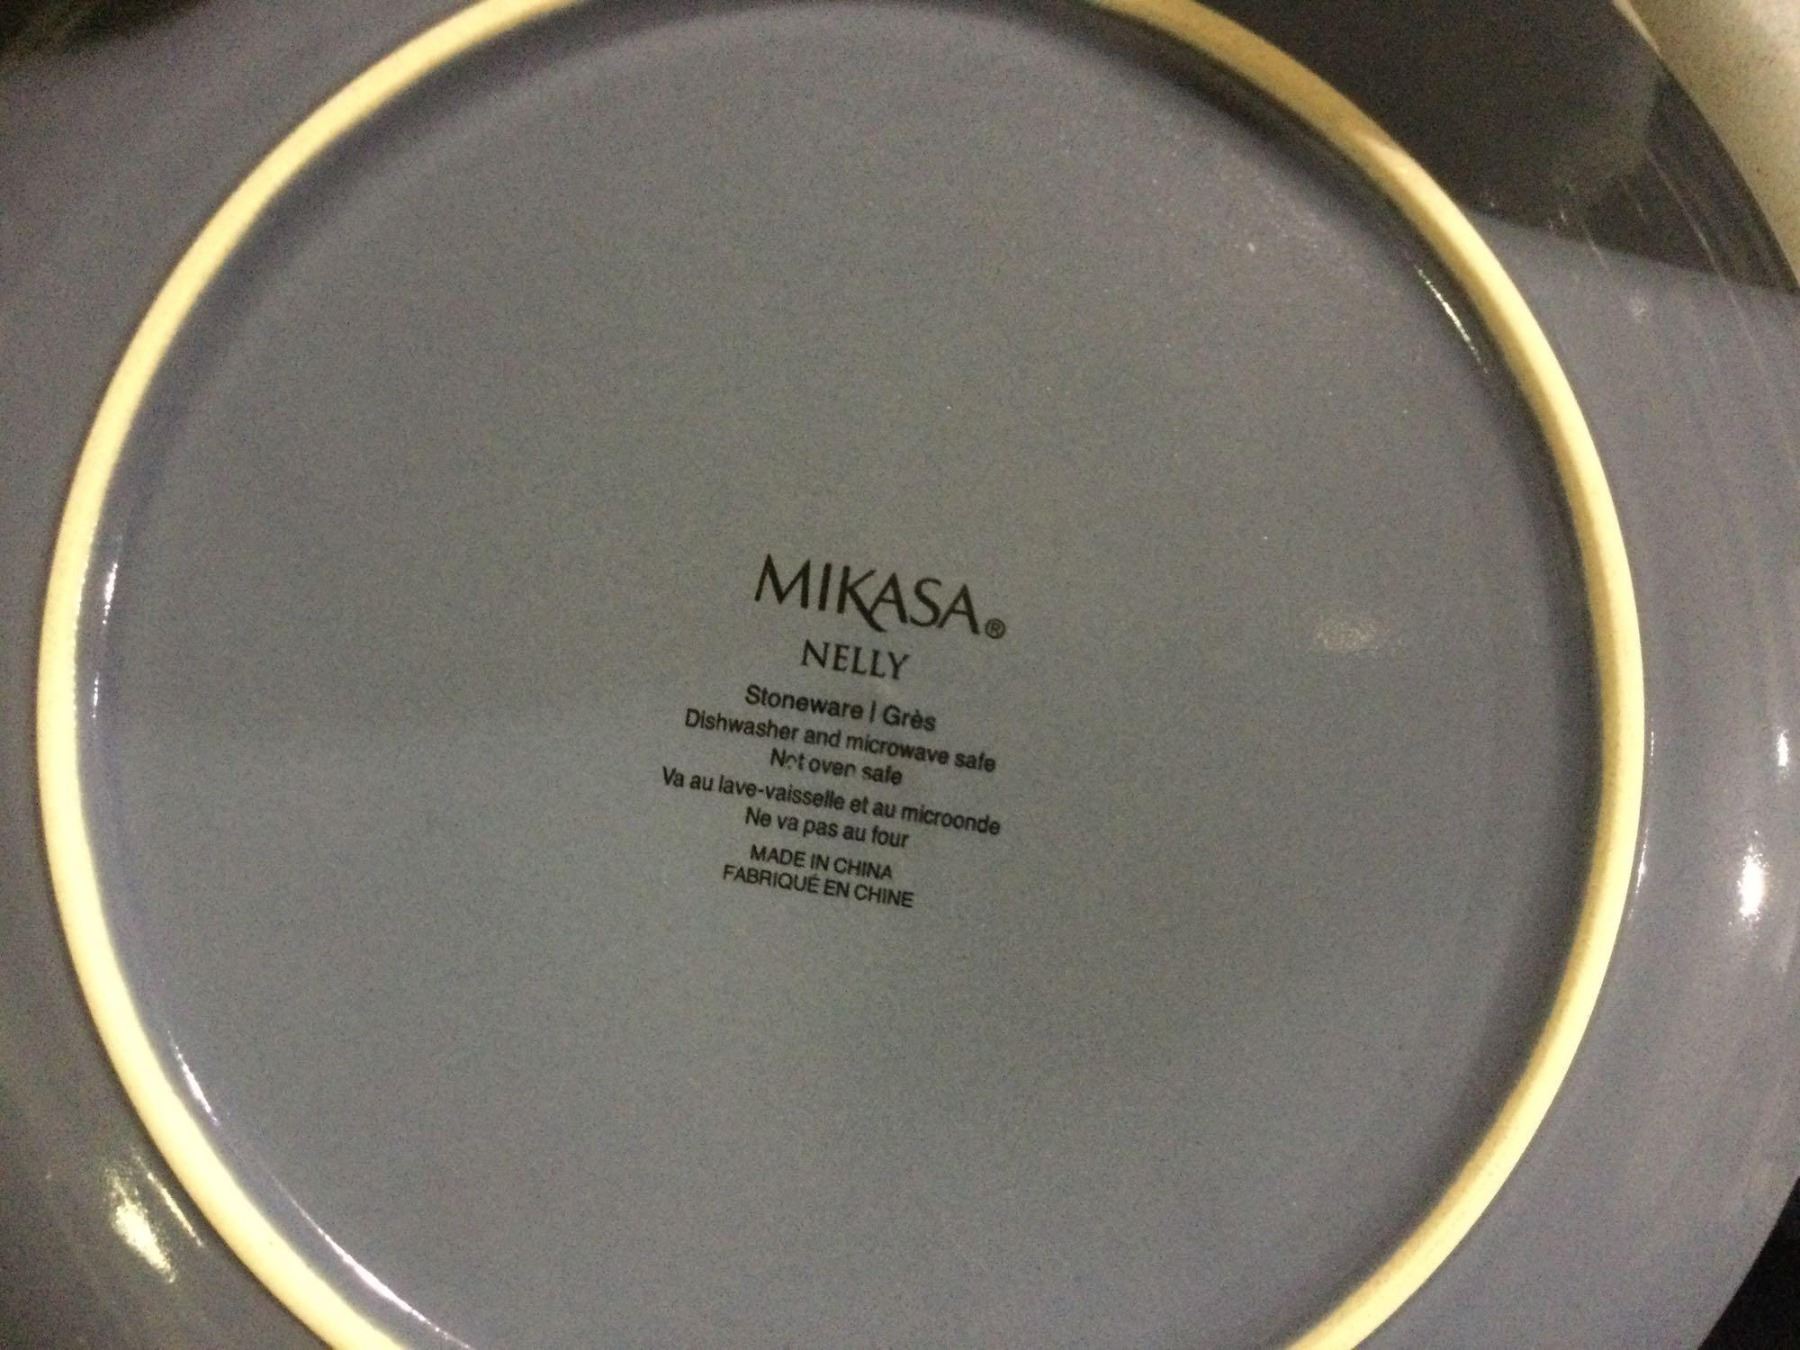 MIKASA®
NELLY
Stoneware | Grès
Dishwasher and microwave safe
Not oven safe
Va au lave-vaisselle et au microonde
Ne va pas au four
MADE IN CHINA
FABRIQUÉ EN CHINE